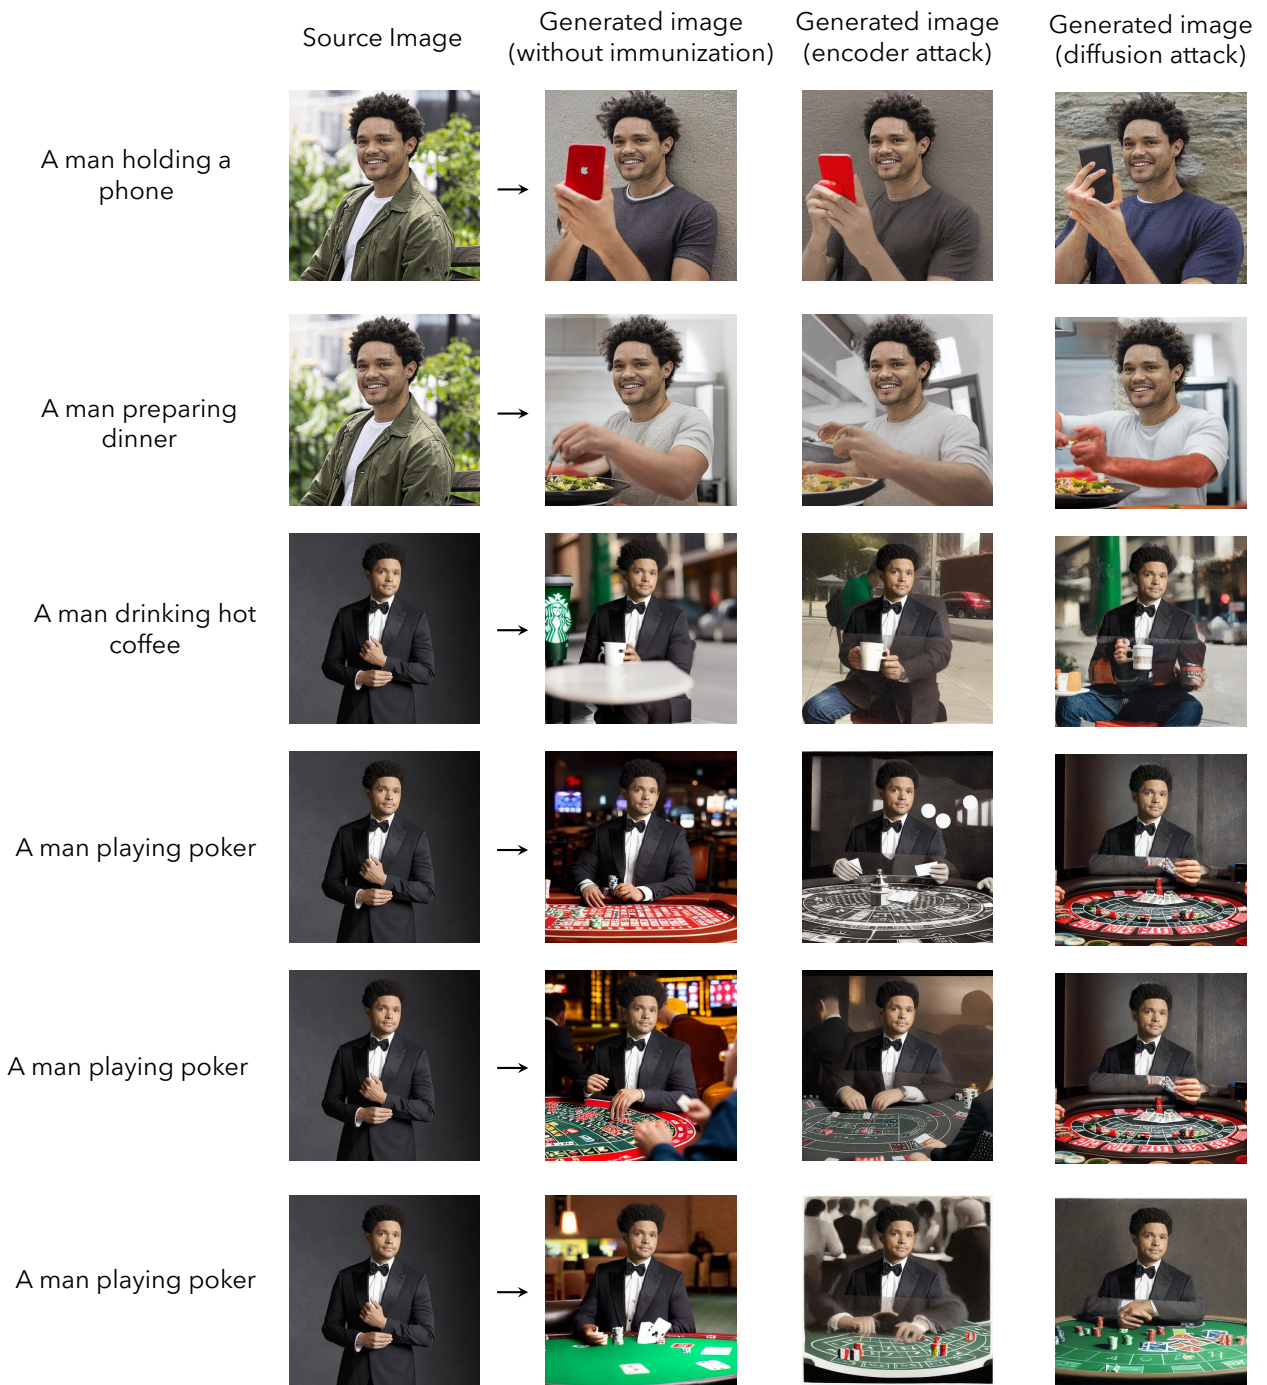 Source Image
Generated image
(without immunization)
Generated image
(encoder attack)
Generated image
(diffusion attack)
A man holding a
phone
A man preparing
dinner
A man drinking hot
coffee
A man playing poker
A man playing poker
A man playing poker